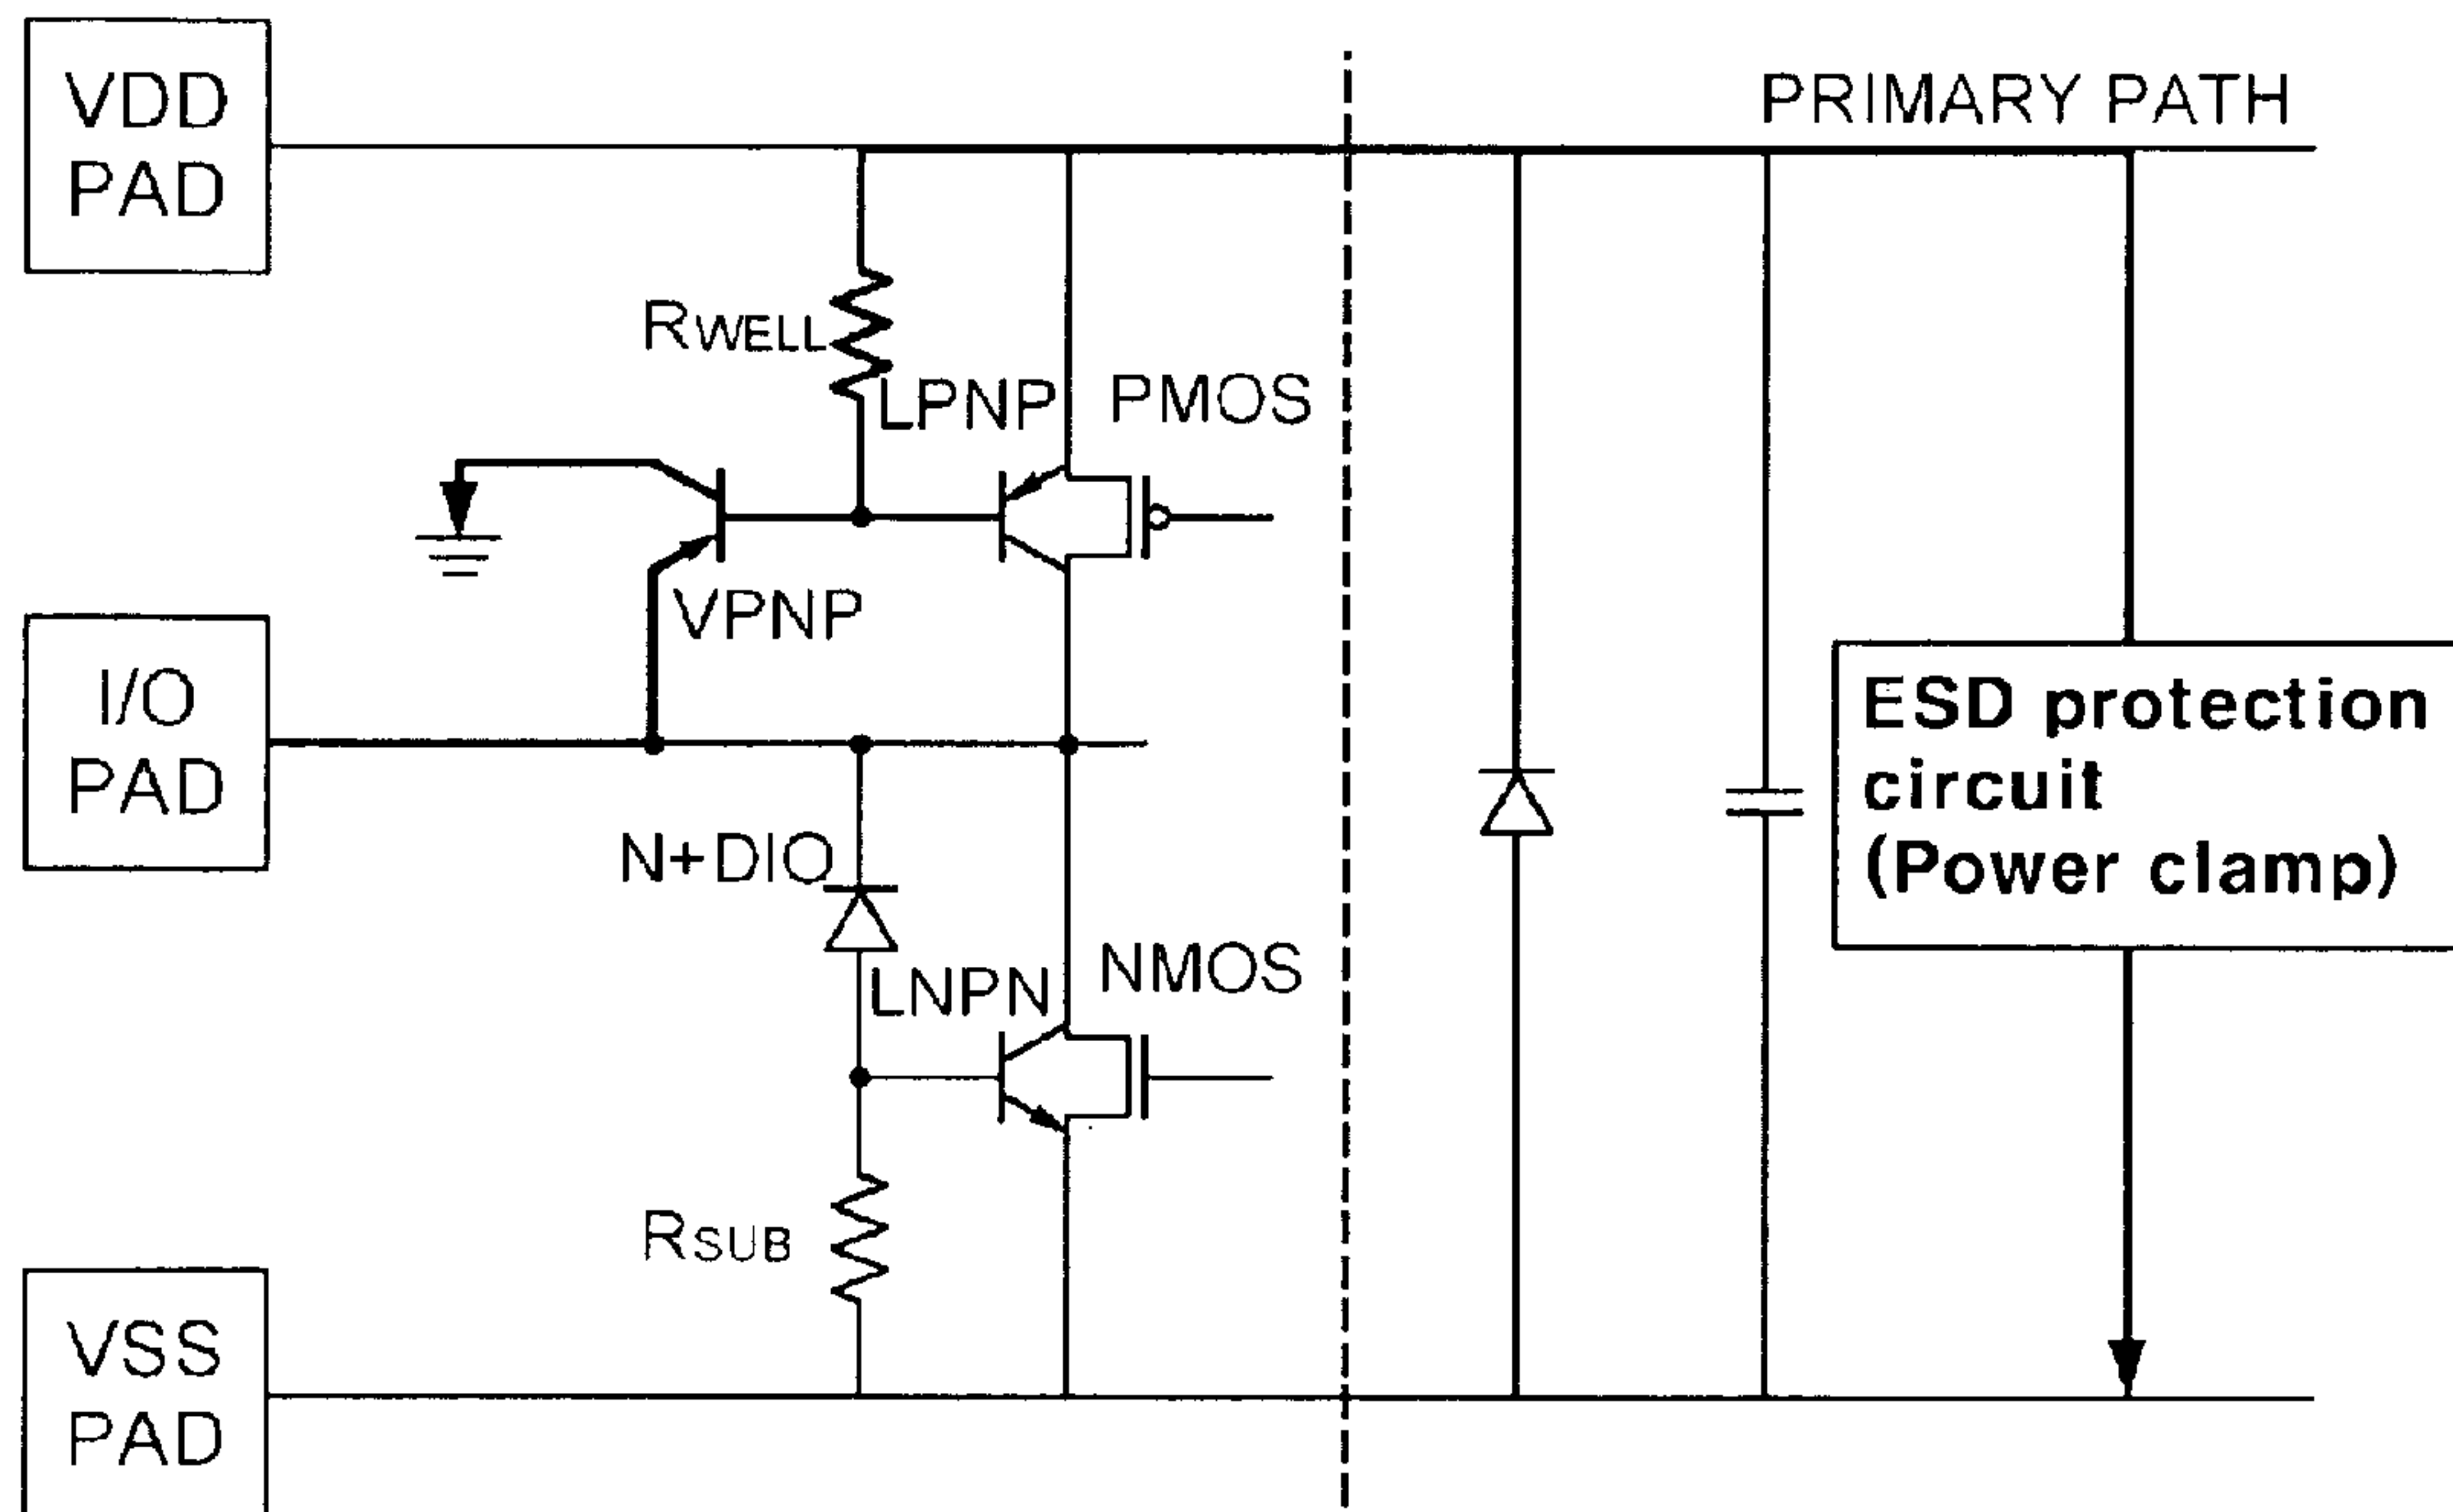 VDD
PAD
PRIMARY PATH
RWELL
LPNP
PMOS
VPNP
I/O
PAD
ESD protection
circuit
(Power clamp)
N+DIO
LNPN
NMOS
RSUB
VSS
PAD